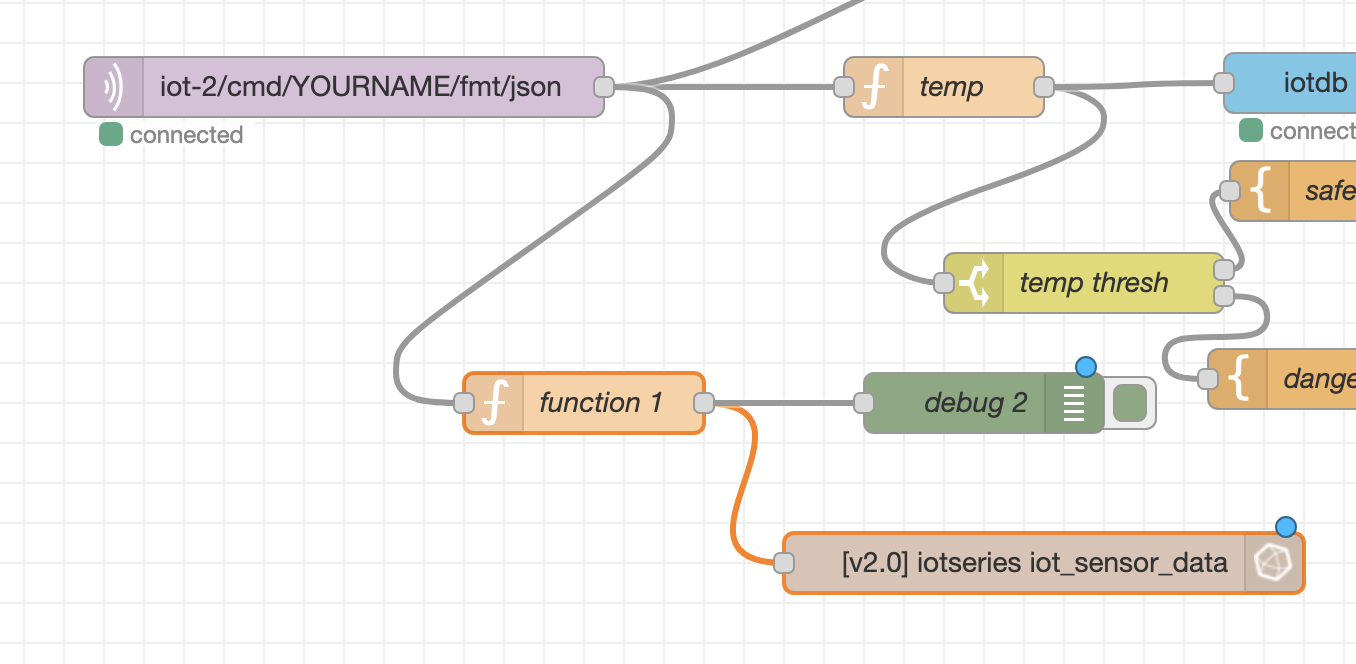 iot-2/cmd/YOURNAME/fmt/json
connected
temp
iotdb
connect
safe
temp thresh
dange
function 1
debug 2
[v2.0] iotseries iot_sensor_data